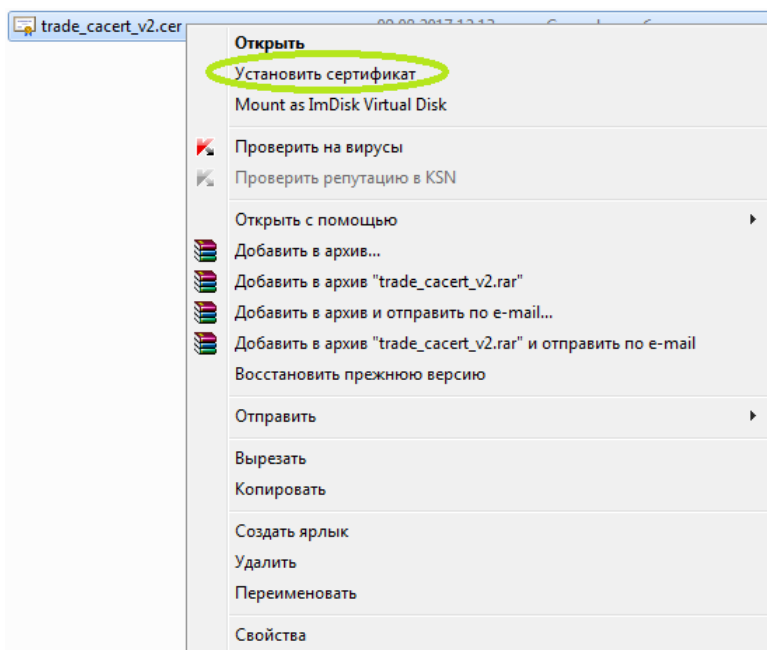 trade_cacert_v2.cer
Открыть
Установить сертификат
Mount as ImDisk Virtual Disk
Проверить на вирусы
Проверить репутацию в KSN
Открыть с помощью
Добавить в архив...
Добавить в архив "trade_cacert_v2.rar"
Добавить в архив и отправить по e-mail...
Добавить в архив "trade_cacert_v2.rar" и отправить по e-mail
Восстановить прежнюю версию
Отправить
Вырезать
Копировать
Создать ярлык
Удалить
Переименовать
Свойства